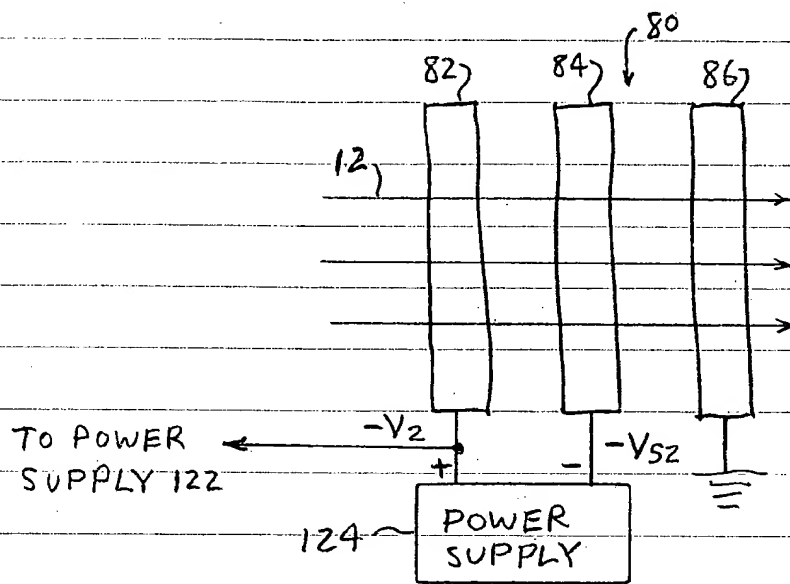 80
82 84 86
12
-V2
TO POWER
SUPPLY 122
+ - -VS2
124 POWER
SUPPLY